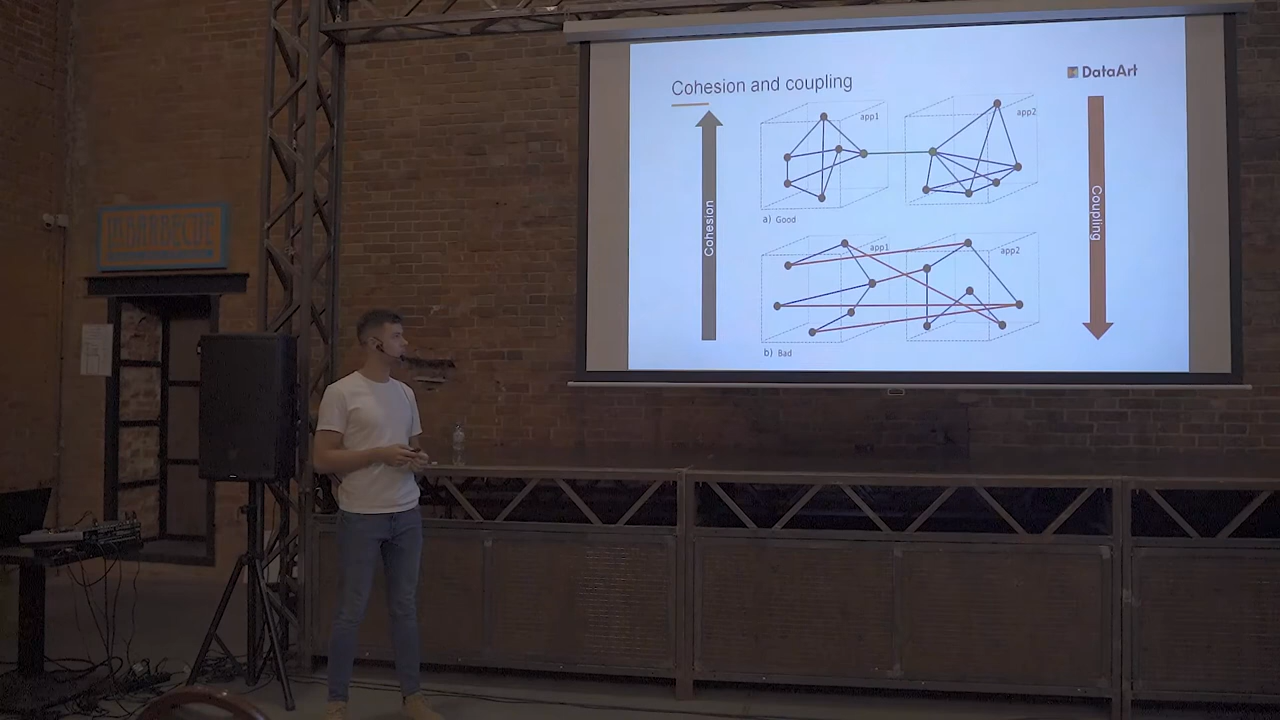 Cohesion and coupling
DataArt
app1
app2
Cohesion
Coupling
a) Good
app1
app2
b) Bad